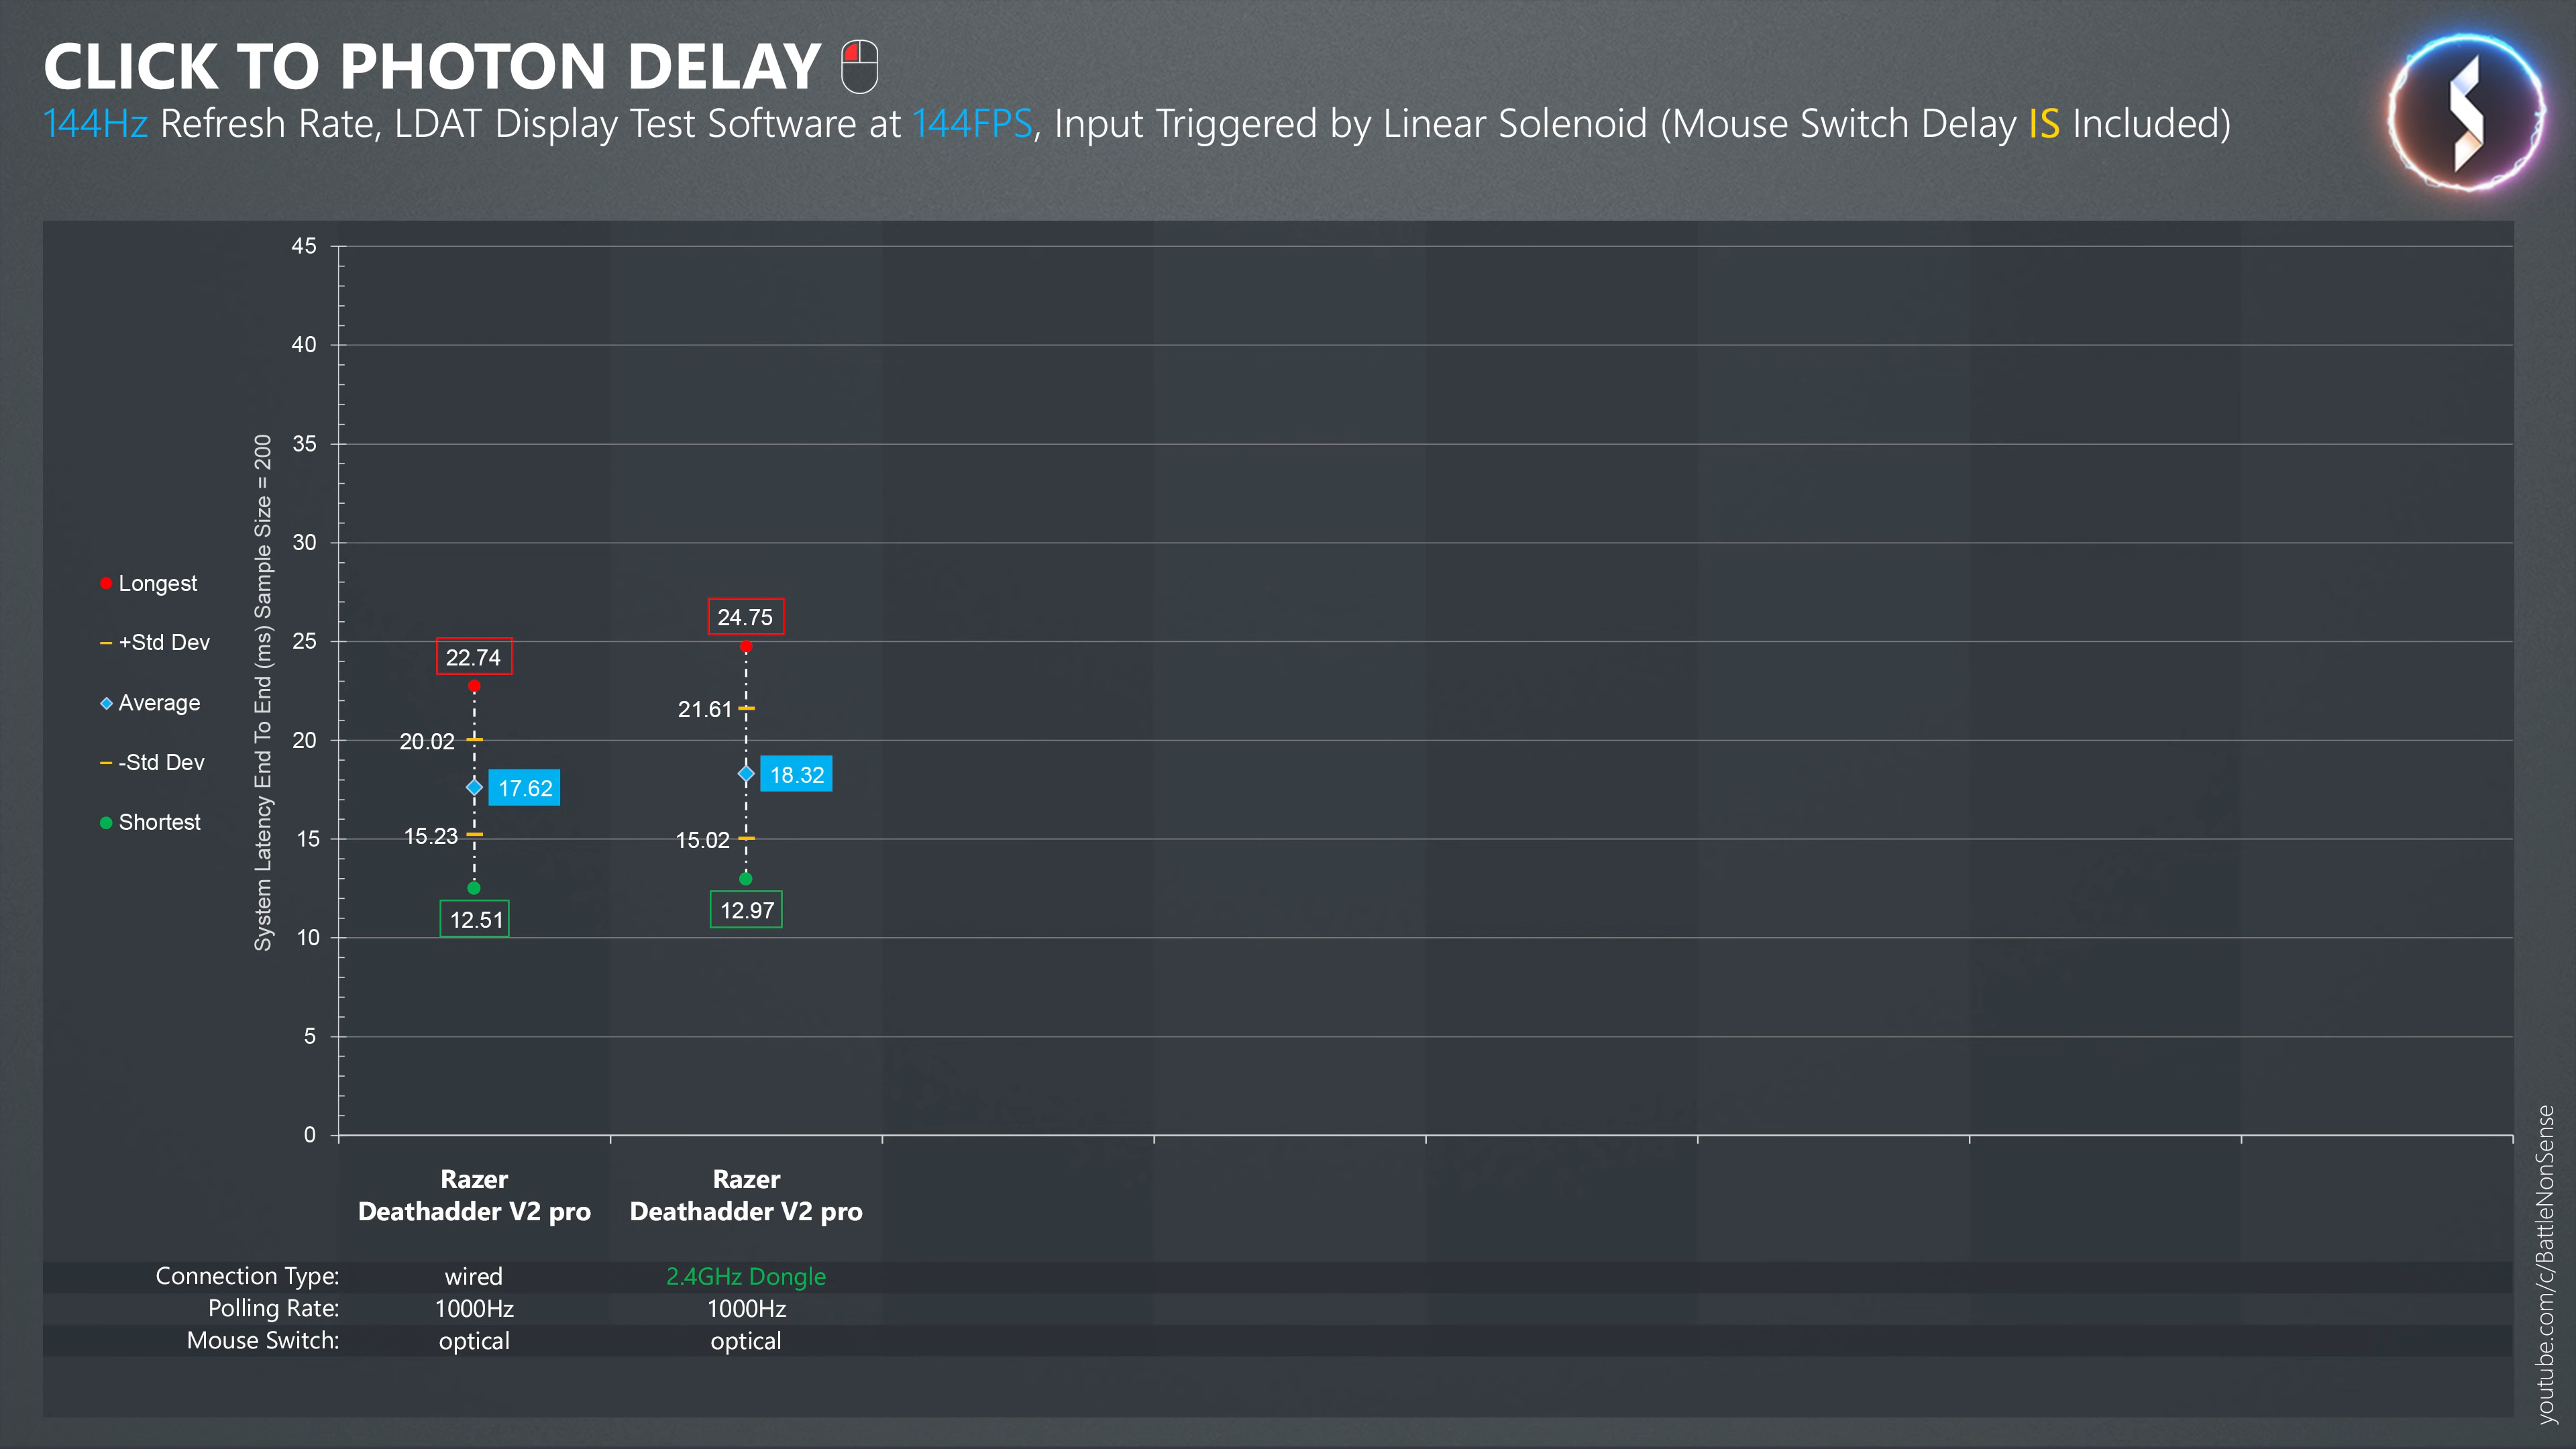 CLICK TO PHOTON DELAY
144Hz Refresh Rate, LDAT Display Test Software at 144FPS, Input Triggered by Linear Solenoid (Mouse Switch Delay IS Included)
System Latency End To End (ms) Sample Size = 200
45
40
35
30
25
20
15
10
5
0
Longest
+Std Dev
Average
-Std Dev
Shortest
22.74
20.02
17.62
15.23
12.51
24.75
21.61
18.32
15.02
12.97
Razer
Deathadder V2 pro
Razer
Deathadder V2 pro
Connection Type: wired 2.4GHz Dongle
Polling Rate: 1000Hz 1000Hz
Mouse Switch: optical optical
youtube.com/c/BattleNonSense